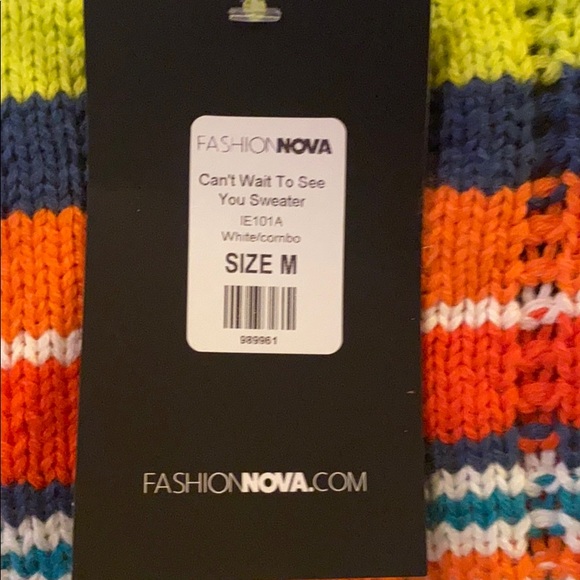 FASHIONNOVA
Can't Wait To See
You Sweater
IE101A
White/combo
SIZE M
989961
FASHIONNOVA.COM